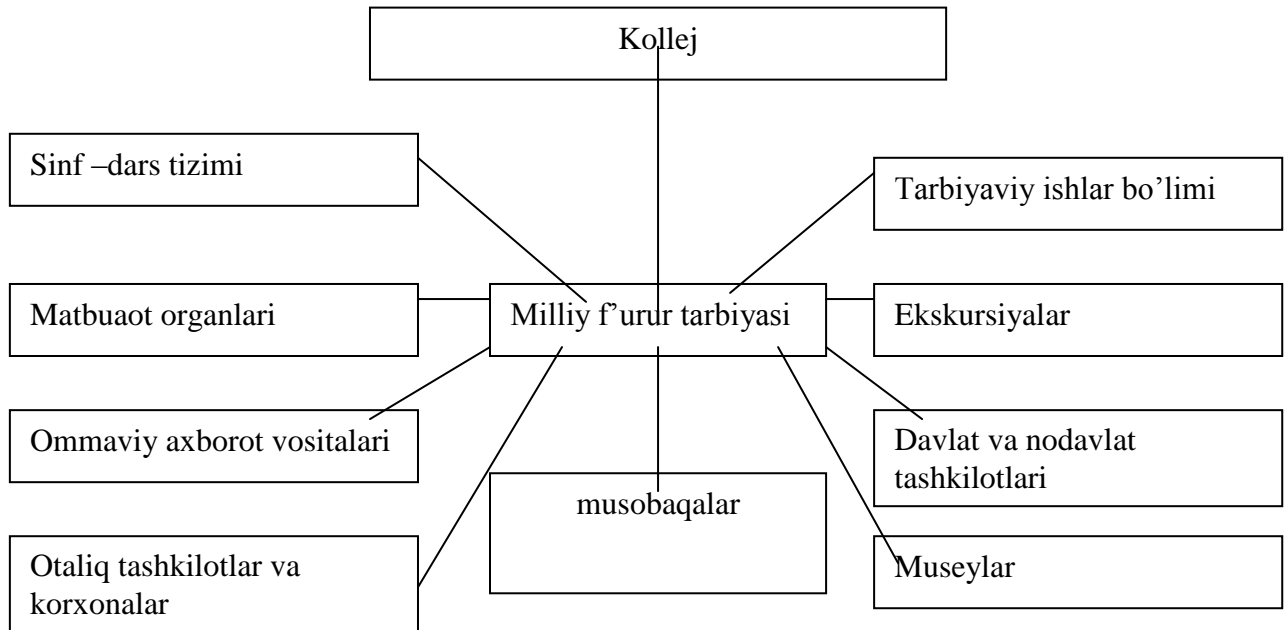 Kollej
Sinf –dars tizimi
Tarbiyaviy ishlar bo’limi
Matbuaot organlari
Milliy f’urur tarbiyasi
Ekskursiyalar
Ommaviy axborot vositalari
Davlat va nodavlat
tashkilotlari
musobaqalar
Otaliq tashkilotlar va
korxonalar
Museylar